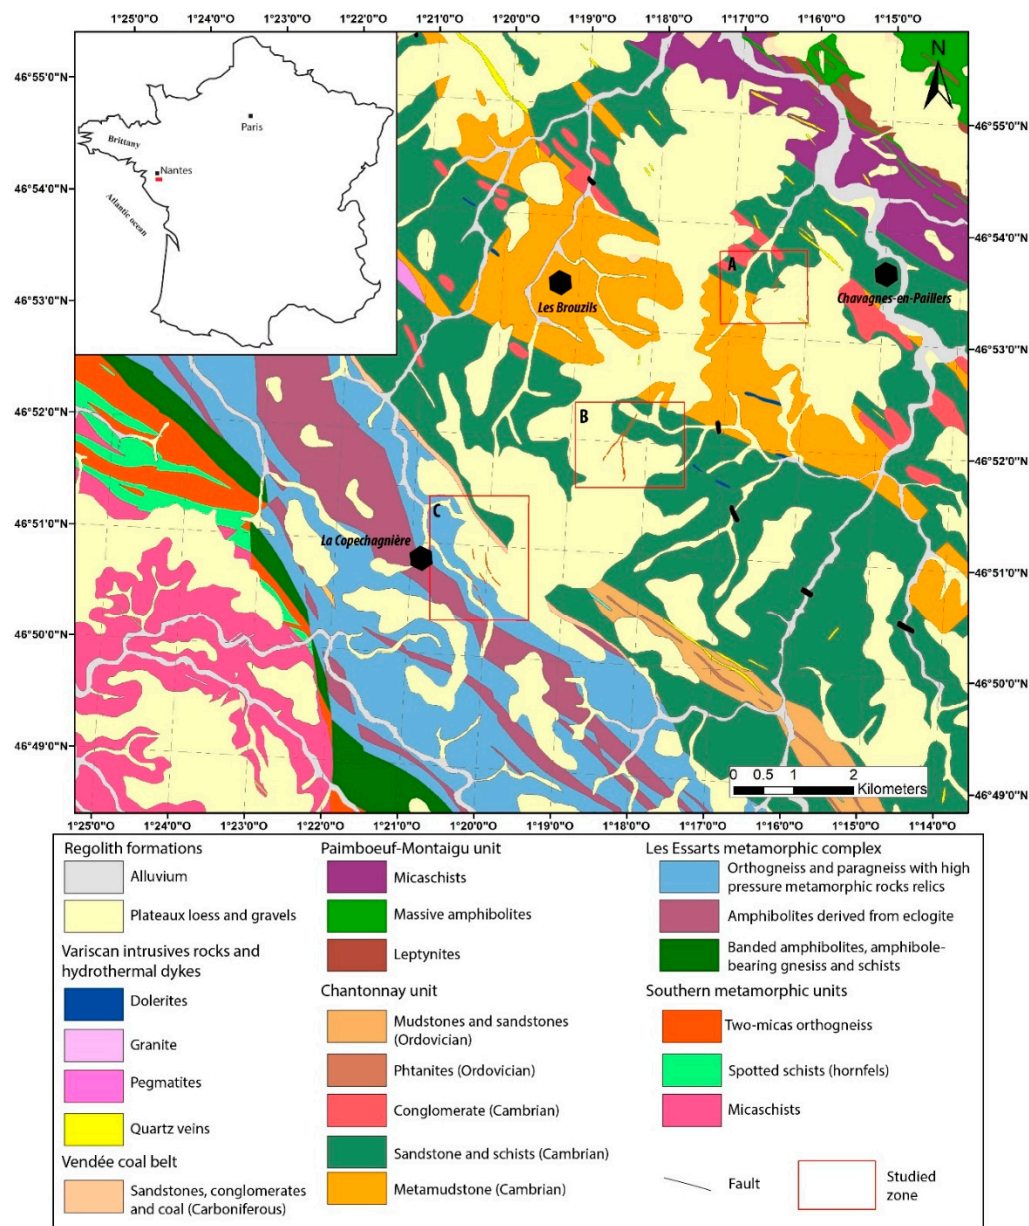 1°24'0"O 1°23'0"O 1°22'0"O 1°21'0"O 1°20'0"O 1°19'0"O 1°18'0"O 1°17'0"O 1°16'0"O 1°15'0"O 1°14'0"O
N
46°55'0"N
46°55'0"N
Paris
Brittany
Nantes
Atlantic ocean
46°54'0"N
46°54'0"N
A
46°53'0"N
Les Brouzils
Chavagnes-en-Paillers
46°53'0"N
46°52'0"N
B
46°52'0"N
46°51'0"N
C
La Copechagnière
46°51'0"N
46°50'0"N
46°50'0"N
46°49'0"N
0 0.5 1 2
Kilometers
46°49'0"N
1°25'0"O 1°24'0"O 1°23'0"O 1°22'0"O 1°21'0"O 1°20'0"O 1°19'0"O 1°18'0"O 1°17'0"O 1°16'0"O 1°15'0"O 1°14'0"O
Regolith formations
Alluvium
Plateaux loess and gravels
Variscan intrusives rocks and
hydrothermal dykes
Dolerites
Granite
Pegmatites
Quartz veins
Vendée coal belt
Sandstones, conglomerates
and coal (Carboniferous)
Paimboeuf-Montaigu unit
Micaschists
Massive amphibolites
Leptynites
Chantonnay unit
Mudstones and sandstones
(Ordovician)
Phtanites (Ordovician)
Conglomerate (Cambrian)
Sandstone and schists (Cambrian)
Metamudstone (Cambrian)
Les Essarts metamorphic complex
Orthogneiss and paragneiss with high
pressure metamorphic rocks relics
Amphibolites derived from eclogite
Banded amphibolites, amphibole-
bearing gnesiss and schists
Southern metamorphic units
Two-micas orthogneiss
Spotted schists (hornfels)
Micaschists
Fault
Studied
zone